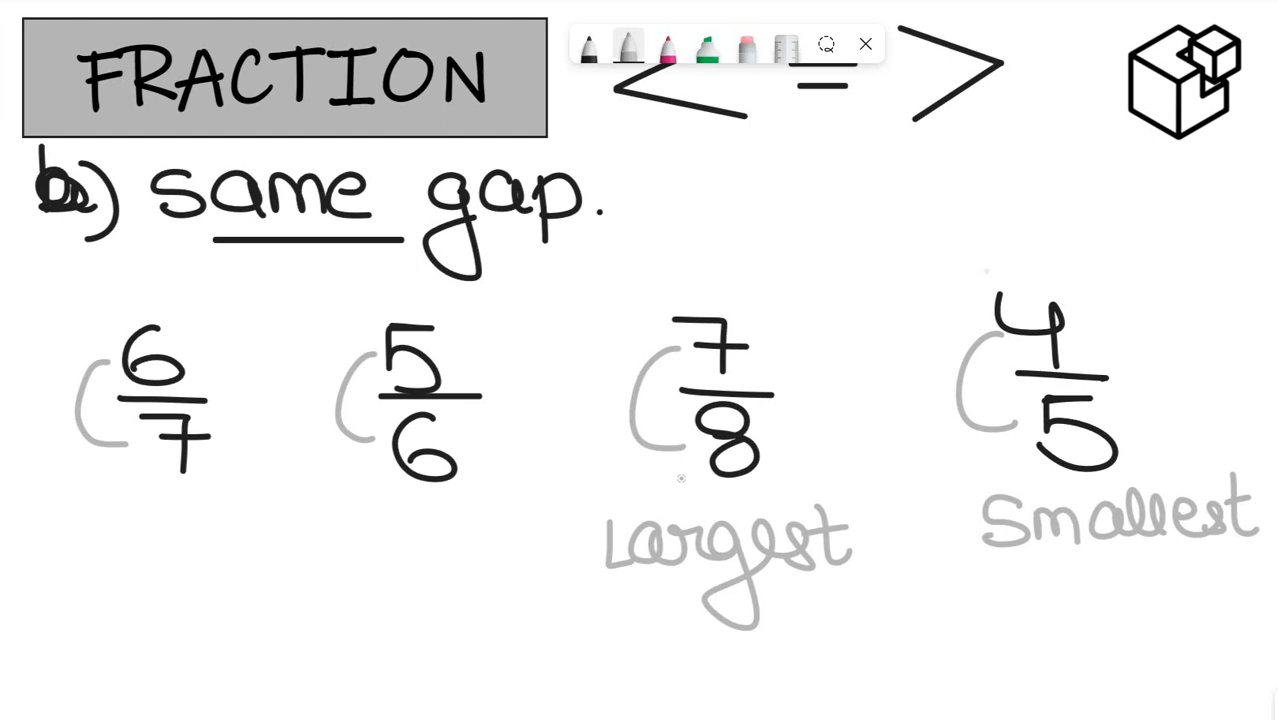 FRACTION < = >
b) same gap.
6/7 5/6 7/8 4/5
Largest Smallest